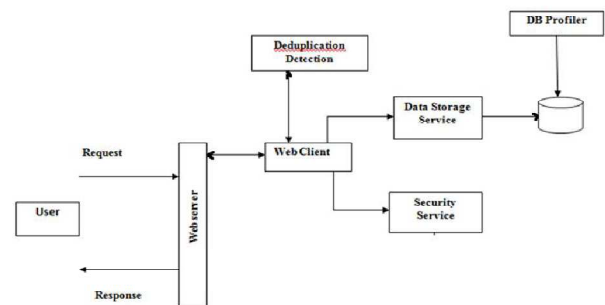 DB Profiler
Deduplication
Detection
Data Storage
Service
Request
Web Client
Webserver
User
Security
Service
Response